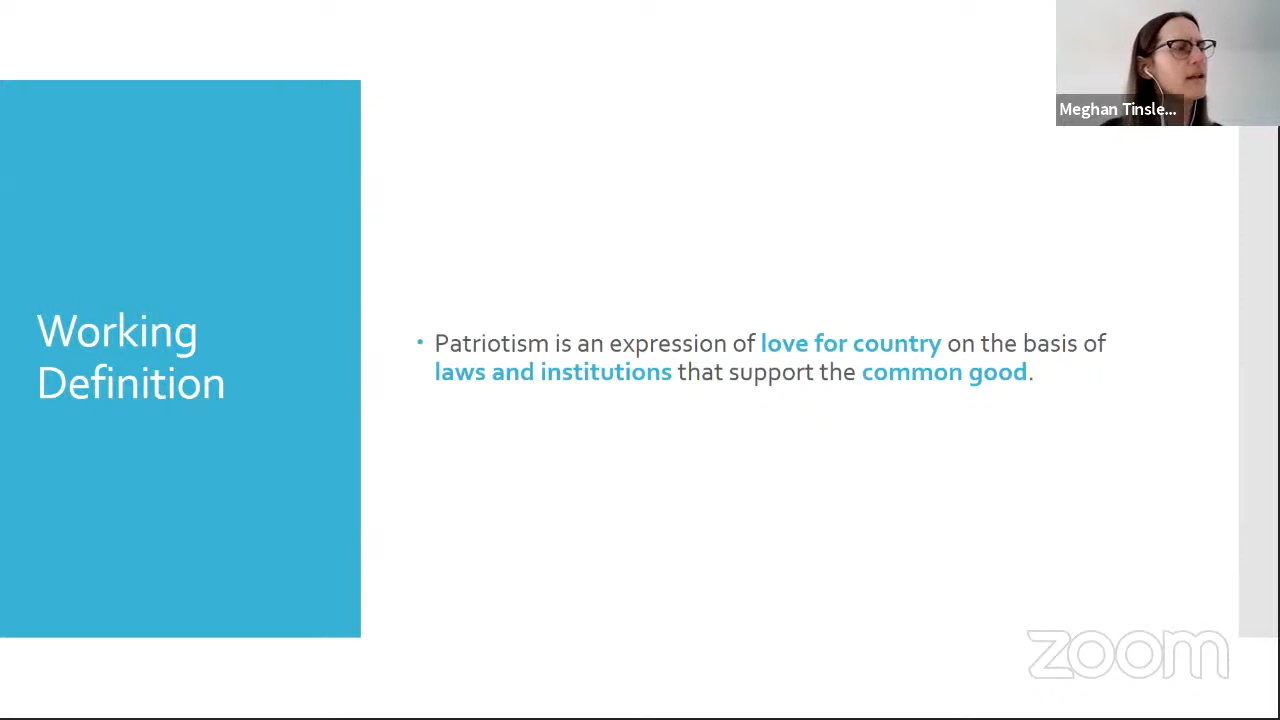 Meghan Tinsle...
Working
Definition
• Patriotism is an expression of love for country on the basis of
laws and institutions that support the common good.
zoom